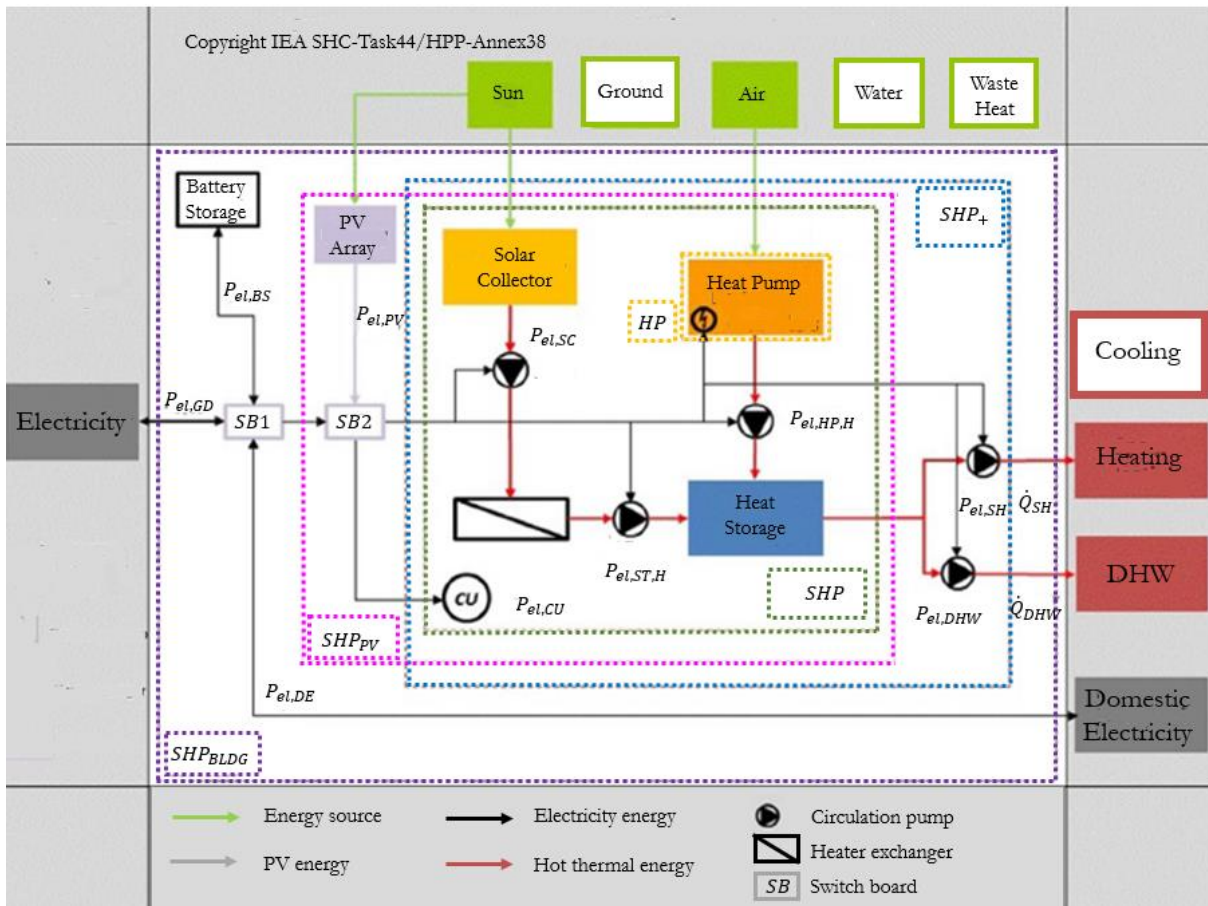 Copyright IEA SHC-Task44/HPP-Annex38
Sun
Ground
Air
Water
Waste
Heat
Battery
Storage
PV
Array
Solar
Collector
Heat Pump
SHP+
HP
P_el,BS
P_el,PV
P_el,SC
Cooling
Electricity
P_el,GD
SB1
SB2
P_el,HP,H
Heating
Heat
Storage
P_el,SH
Q̇_SH
P_el,ST,H
DHW
CU
P_el,CU
SHP
P_el,DHW
Q̇_DHW
SHP_PV
P_el,DE
Domestic
Electricity
SHP_BLDG
Energy source
Electricity energy
Circulation pump
Heater exchanger
PV energy
Hot thermal energy
SB
Switch board